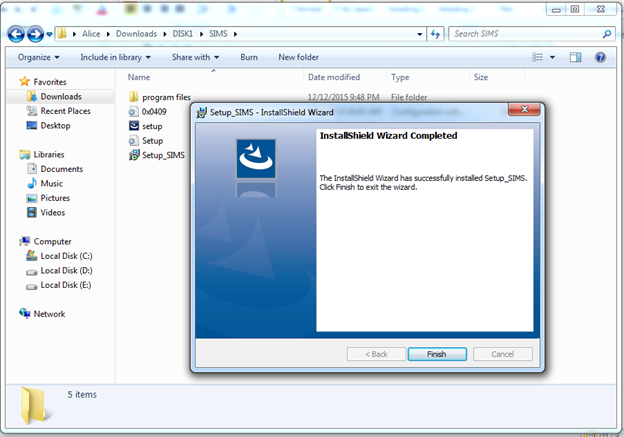 Alice Downloads DISK1 SIMS
Search SIMS
Organize Include in library Share with Burn New folder
Name Date modified Type Size
Favorites
Downloads
Recent Places
Desktop
Libraries
Documents
Music
Pictures
Videos
Computer
Local Disk (C:)
Local Disk (D:)
Local Disk (E:)
Network
program files 12/12/2015 9:48 PM File folder
0x0409
setup
Setup
Setup_SIMS
Setup_SIMS - InstallShield Wizard
InstallShield Wizard Completed
The InstallShield Wizard has successfully installed Setup_SIMS.
Click Finish to exit the wizard.
< Back Finish Cancel
5 items